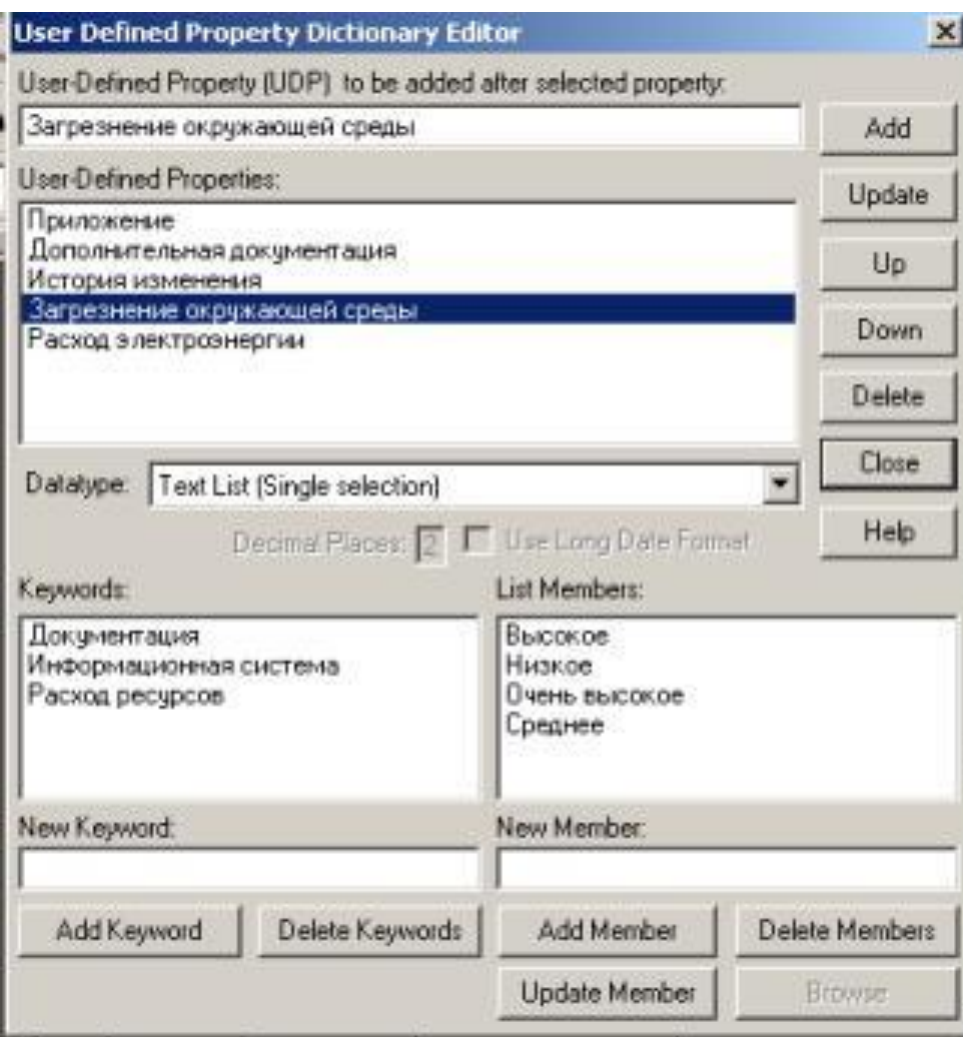 User Defined Property Dictionary Editor
User-Defined Property (UDP) to be added after selected property:
Загрезнение окружающей среды
Add
User-Defined Properties:
Update
Приложение
Дополнительная документация
Up
История изменения
Загрезнение окружающей среды
Down
Расход электроэнергии
Delete
Close
Datatype: Text List (Single selection)
Decimal Places: 2 Use Long Date Format
Help
Keywords: List Members:
Документация Высокое
Информационная система Низкое
Расход ресурсов Очень высокое
Среднее
New Keyword: New Member:
Add Keyword Delete Keywords Add Member Delete Members
Update Member Browse